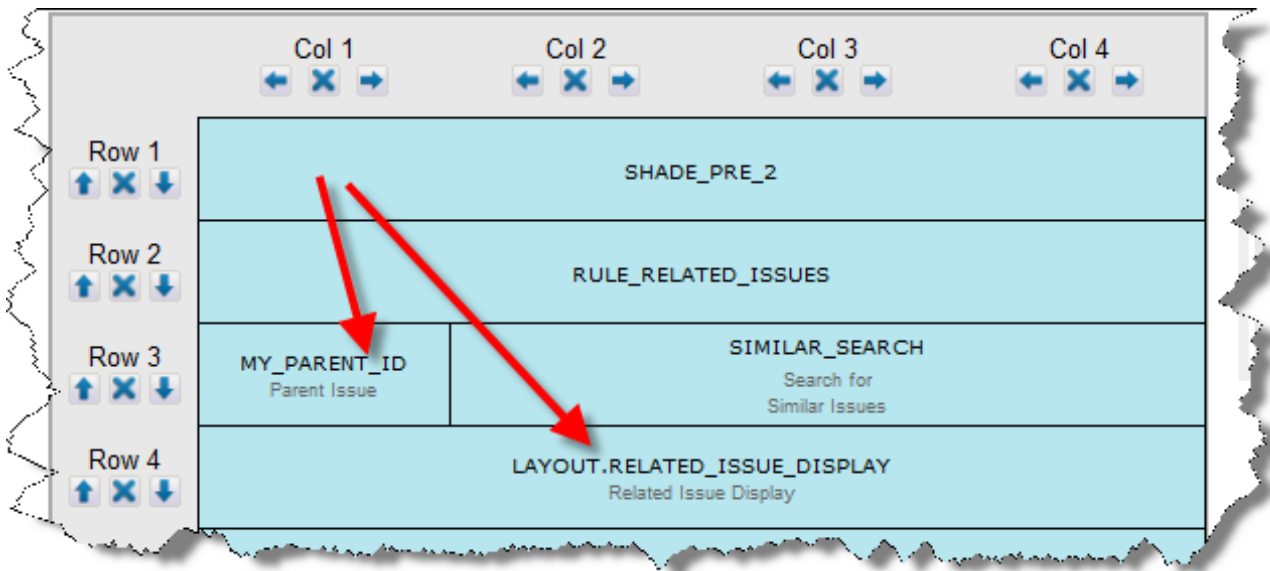 Col 1
Col 2
Col 3
Col 4
Row 1
SHADE_PRE_2
Row 2
RULE_RELATED_ISSUES
Row 3
MY_PARENT_ID
Parent Issue
SIMILAR_SEARCH
Search for
Similar Issues
Row 4
LAYOUT.RELATED_ISSUE_DISPLAY
Related Issue Display